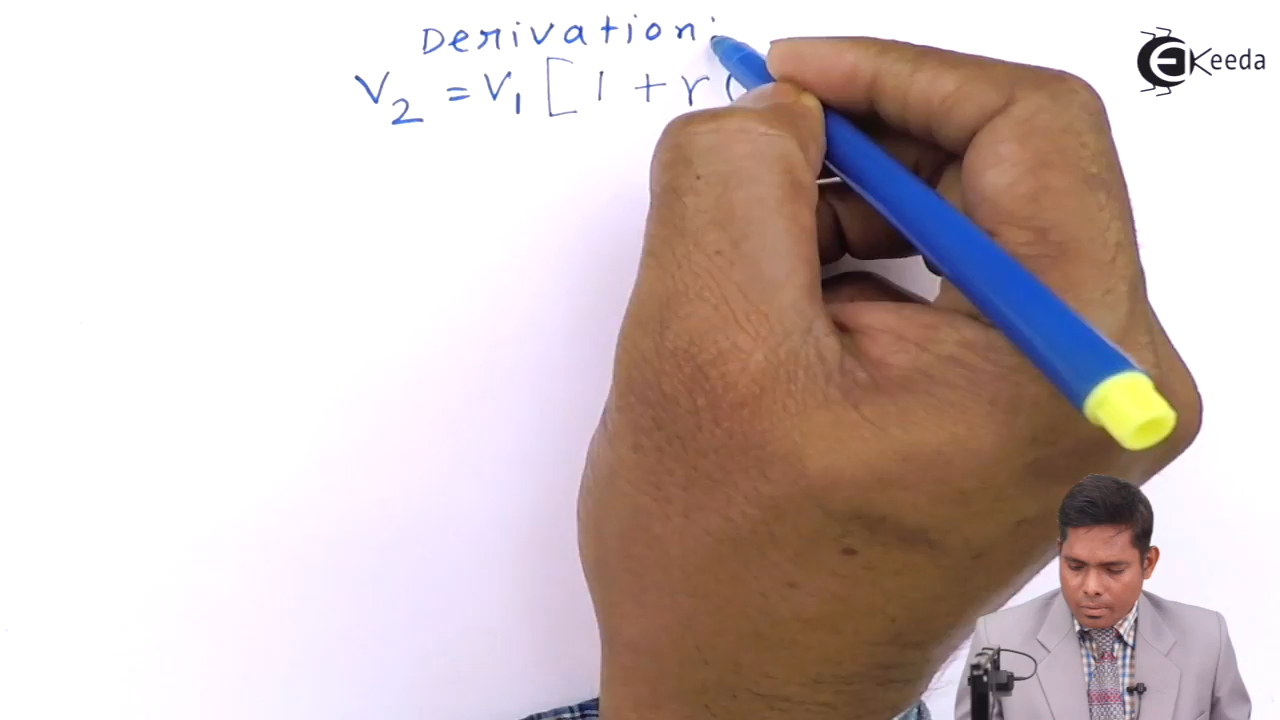 Derivation:
V₂ = V₁ [ 1 + r (
Ekeeda